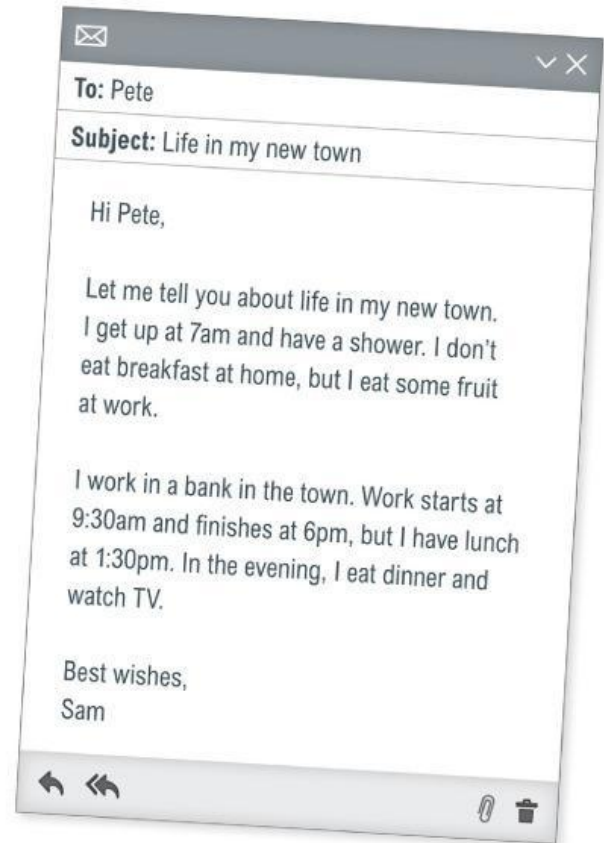 To: Pete
Subject: Life in my new town
Hi Pete,
Let me tell you about life in my new town.
I get up at 7am and have a shower. I don't
eat breakfast at home, but I eat some fruit
at work.
I work in a bank in the town. Work starts at
9:30am and finishes at 6pm, but I have lunch
at 1:30pm. In the evening, I eat dinner and
watch TV.
Best wishes,
Sam